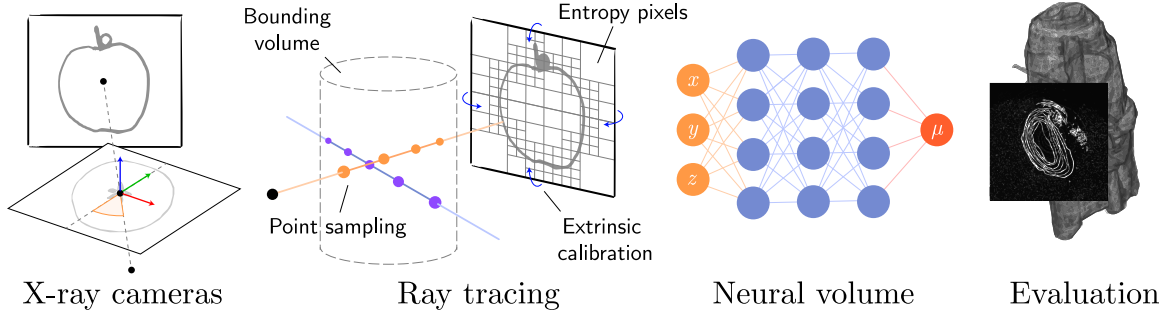 Bounding
volume
Entropy pixels
x
y
z
μ
Point sampling
Extrinsic
calibration
X-ray cameras
Ray tracing
Neural volume
Evaluation